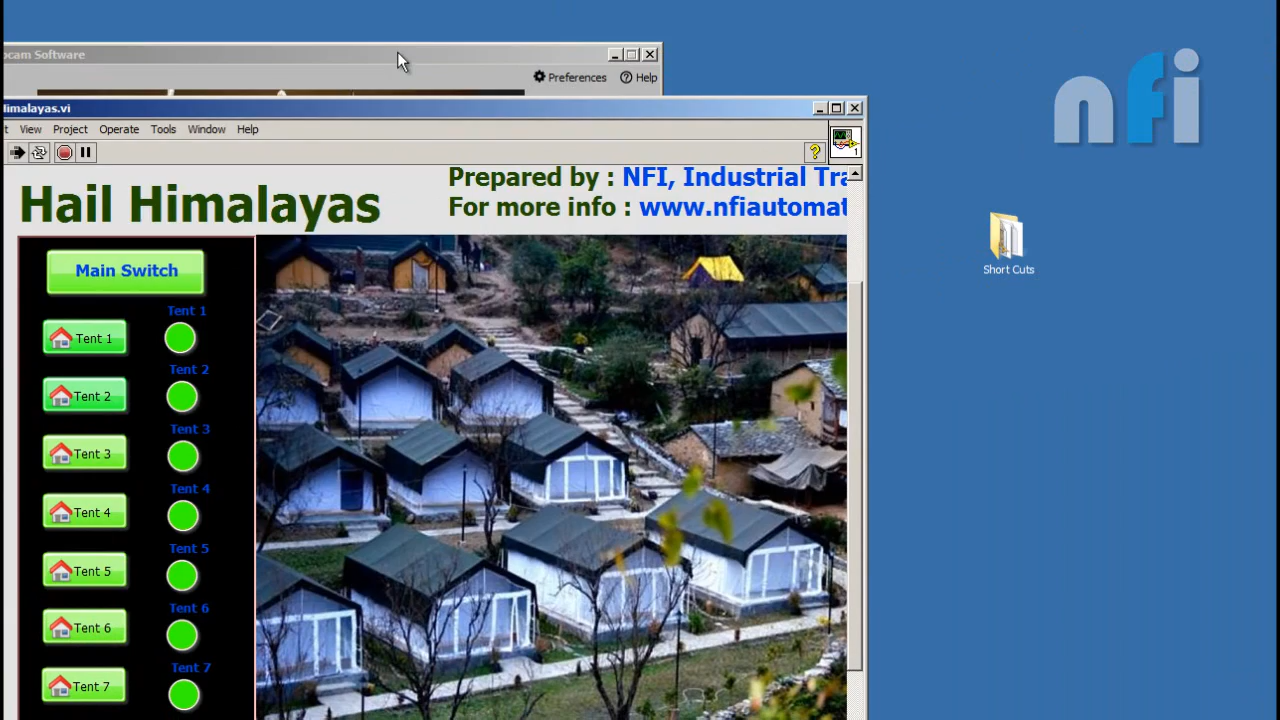 ocam Software
Preferences
Help
Himalayas.vi
t View Project Operate Tools Window Help
1
Hail Himalayas
Prepared by : NFI, Industrial Tra
For more info : www.nfiautomat
Main Switch
Tent 1
Tent 1
Tent 2
Tent 2
Tent 3
Tent 3
Tent 4
Tent 4
Tent 5
Tent 5
Tent 6
Tent 6
Tent 7
Tent 7
nfi
Short Cuts